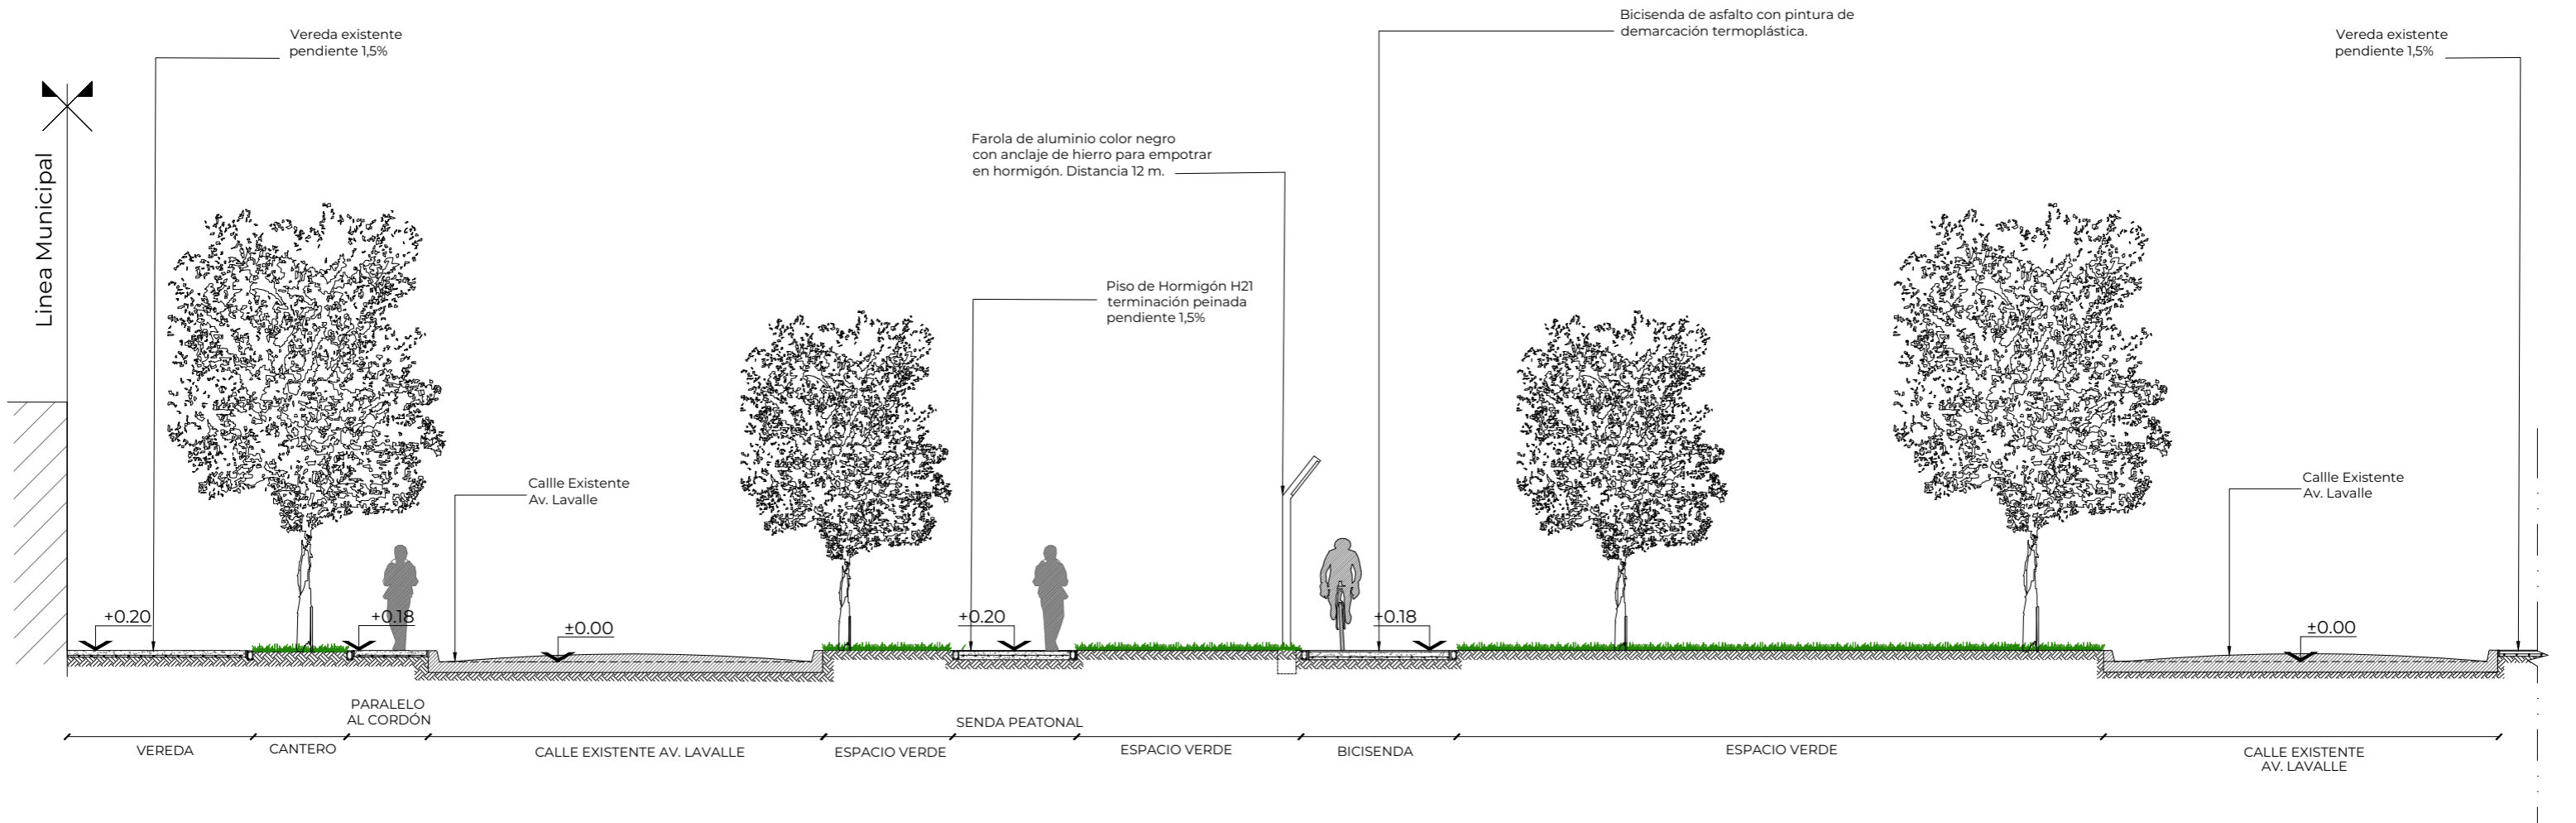 Vereda existente
pendiente 1,5%
Bicisenda de asfalto con pintura de
demarcación termoplástica.
Vereda existente
pendiente 1,5%
Linea Municipal
Farola de aluminio color negro
con anclaje de hierro para empotrar
en hormigón. Distancia 12 m.
Piso de Hormigón H21
terminación peinada
pendiente 1,5%
Callle Existente
Av. Lavalle
Callle Existente
Av. Lavalle
+0.20
+0.18
±0.00
+0.20
+0.18
±0.00
VEREDA
CANTERO
PARALELO
AL CORDÓN
CALLE EXISTENTE AV. LAVALLE
ESPACIO VERDE
SENDA PEATONAL
ESPACIO VERDE
BICISENDA
ESPACIO VERDE
CALLE EXISTENTE
AV. LAVALLE